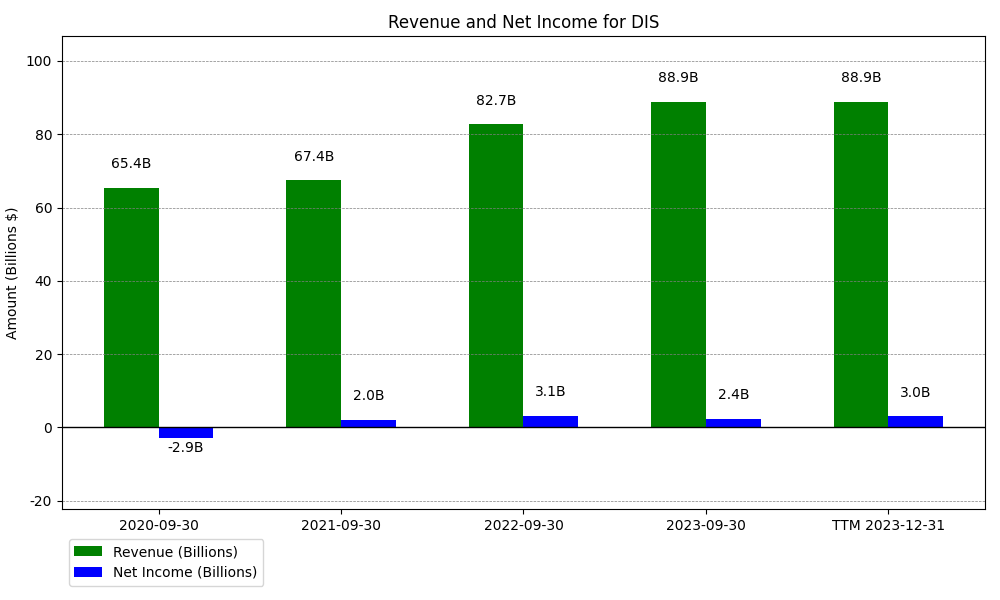 Revenue and Net Income for DIS
Amount (Billions $)
100
80
60
40
20
0
-20
65.4B
-2.9B
67.4B
2.0B
82.7B
3.1B
88.9B
2.4B
88.9B
3.0B
2020-09-30
2021-09-30
2022-09-30
2023-09-30
TTM 2023-12-31
Revenue (Billions)
Net Income (Billions)